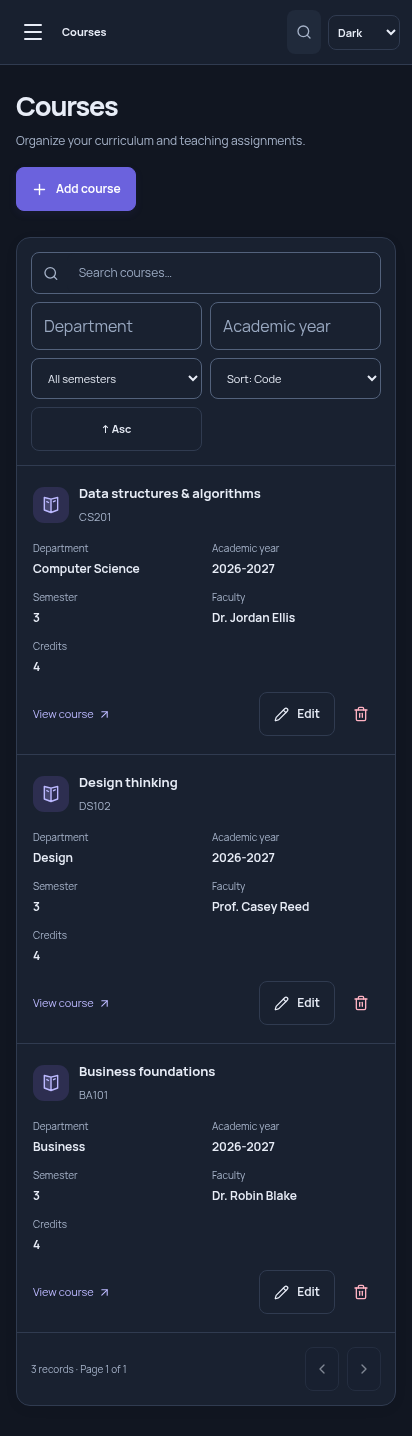 Courses
Dark
Courses
Organize your curriculum and teaching assignments.
Add course
Search courses…
Department
Academic year
All semesters
Sort: Code
↑ Asc
Data structures & algorithms
CS201
Department
Academic year
Computer Science
2026-2027
Semester
Faculty
3
Dr. Jordan Ellis
Credits
4
View course
Edit
Design thinking
DS102
Department
Academic year
Design
2026-2027
Semester
Faculty
3
Prof. Casey Reed
Credits
4
View course
Edit
Business foundations
BA101
Department
Academic year
Business
2026-2027
Semester
Faculty
3
Dr. Robin Blake
Credits
4
View course
Edit
3 records · Page 1 of 1